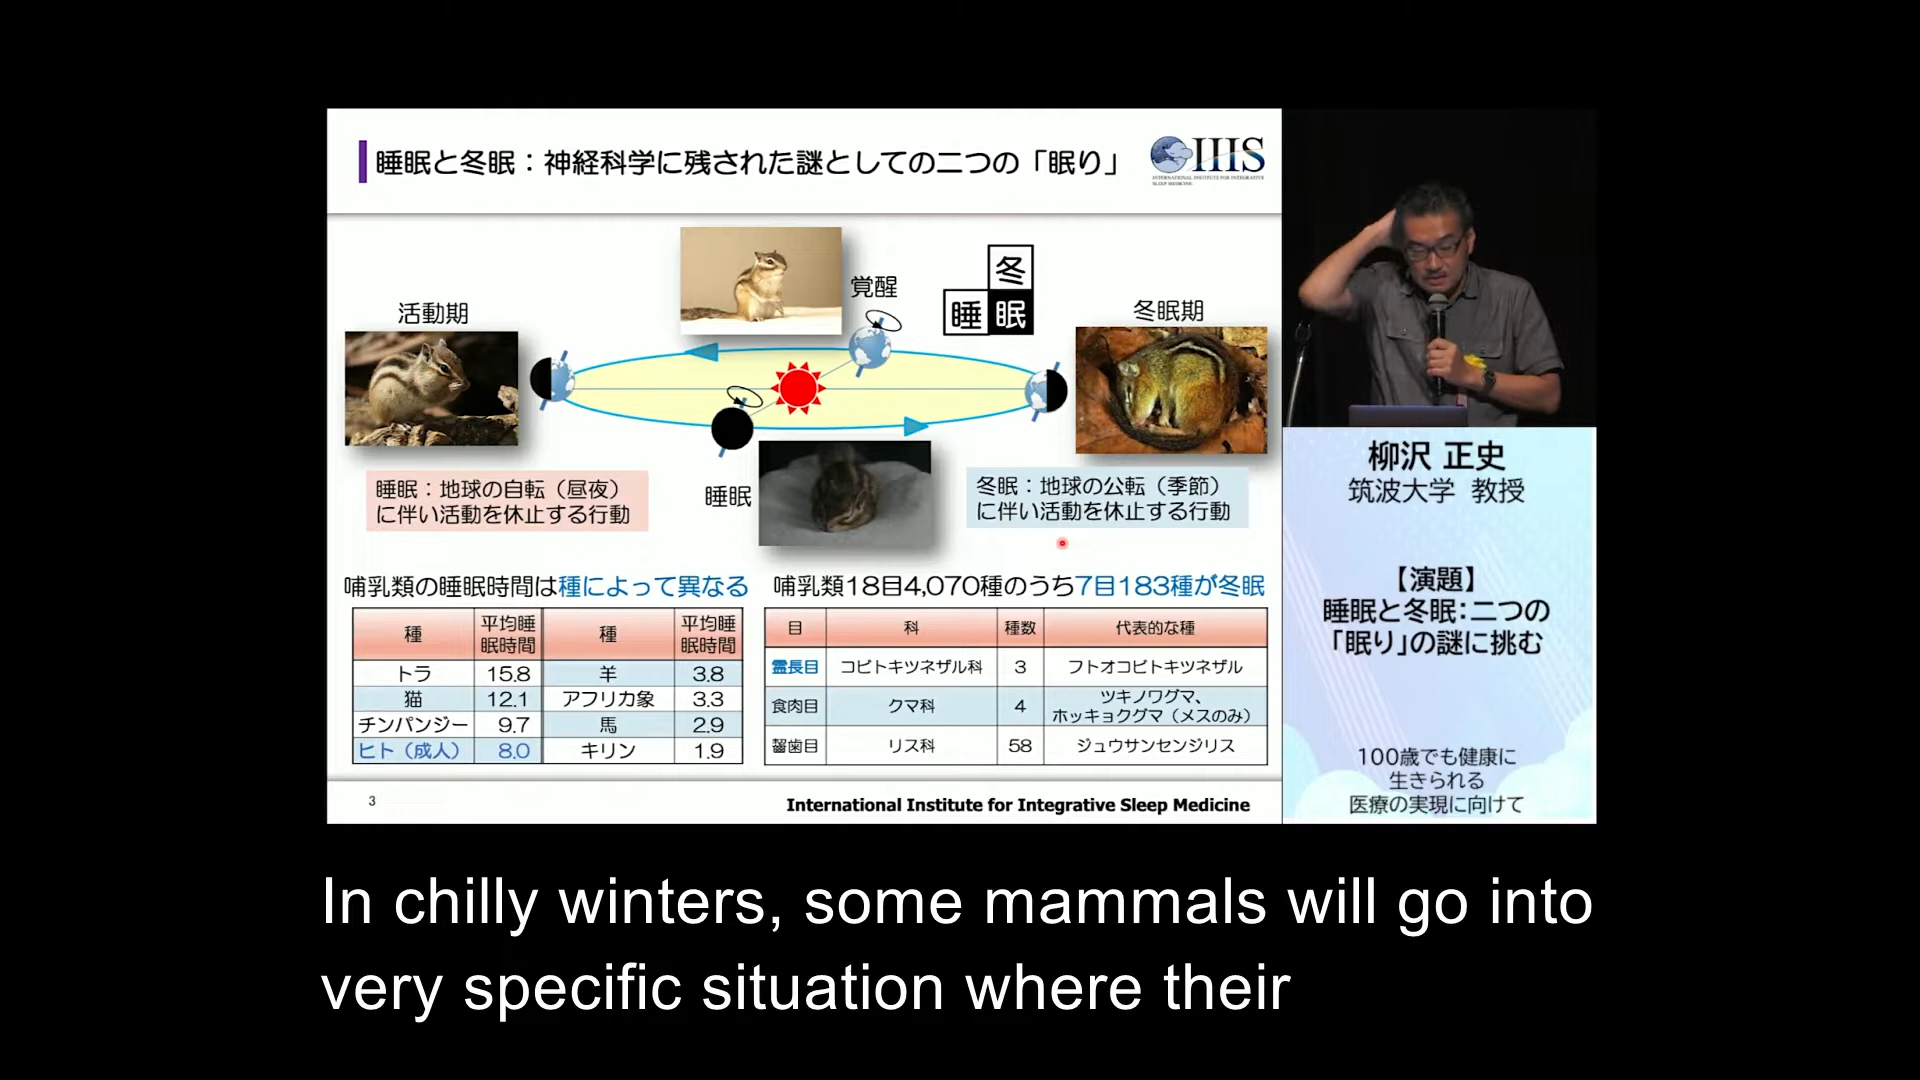 睡眠と冬眠：神経科学に残された謎としての二つの「眠り」
IIIS
INTERNATIONAL INSTITUTE FOR INTEGRATIVE
SLEEP MEDICINE
活動期
覚醒
冬
睡眠
冬眠期
睡眠：地球の自転（昼夜）
に伴い活動を休止する行動
睡眠
冬眠：地球の公転（季節）
に伴い活動を休止する行動
哺乳類の睡眠時間は種によって異なる
種 平均睡眠時間 種 平均睡眠時間
トラ 15.8 羊 3.8
猫 12.1 アフリカ象 3.3
チンパンジー 9.7 馬 2.9
ヒト（成人） 8.0 キリン 1.9
哺乳類18目4,070種のうち7目183種が冬眠
目 科 種数 代表的な種
霊長目 コビトキツネザル科 3 フトオコビトキツネザル
食肉目 クマ科 4 ツキノワグマ、
ホッキョクグマ（メスのみ）
齧歯目 リス科 58 ジュウサンセンジリス
3
International Institute for Integrative Sleep Medicine
柳沢 正史
筑波大学 教授
【演題】
睡眠と冬眠：二つの
「眠り」の謎に挑む
100歳でも健康に
生きられる
医療の実現に向けて
In chilly winters, some mammals will go into
very specific situation where their